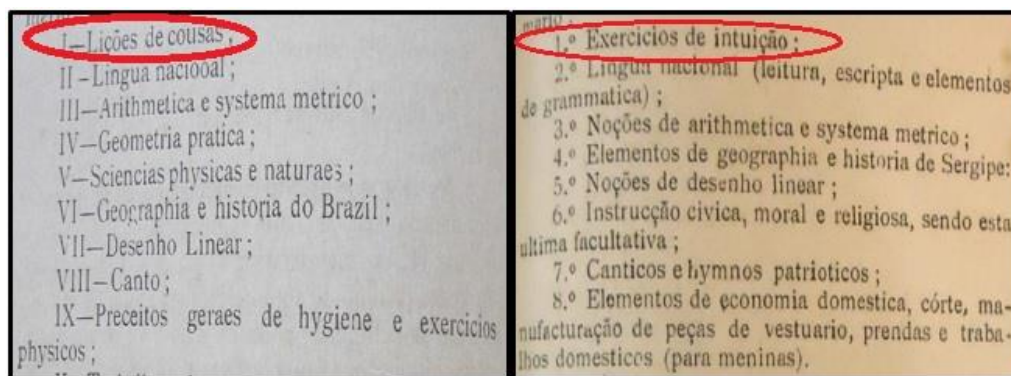 I—Lições de cousas;
II-Lingua naciooal;
III—Arithmetica e systema metrico;
IV—Geometria pratica;
V—Sciencias physicas e naturaes;
VI—Geographia e historia do Brazil;
VII—Desenho Linear;
VIII—Canto;
IX—Preceitos geraes de hygiene e exercicios
physicos;
mario:
1.º Exercicios de intuição;
2.º Lingua nacional (leitura, escripta e elementos
de grammatica);
3.º Noções de arithmetica e systema metrico;
4.º Elementos de geographia e historia de Sergipe:
5.º Noções de desenho linear;
6.º Instrucção civica, moral e religiosa, sendo esta
ultima facultativa;
7.º Canticos e hymnos patrioticos;
8.º Elementos de economia domestica, córte, ma-
nufacturação de peças de vestuario, prendas e traba-
lhos domesticos (para meninas).